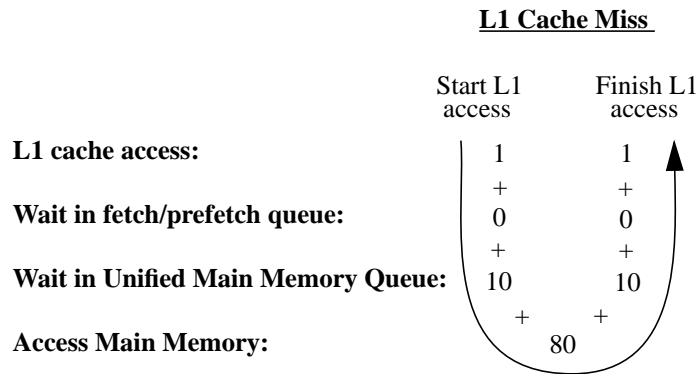 L1 Cache Miss
Start L1 Finish L1
access access
L1 cache access: 1 1
+ +
Wait in fetch/prefetch queue: 0 0
+ +
Wait in Unified Main Memory Queue: 10 10
+ +
Access Main Memory: 80